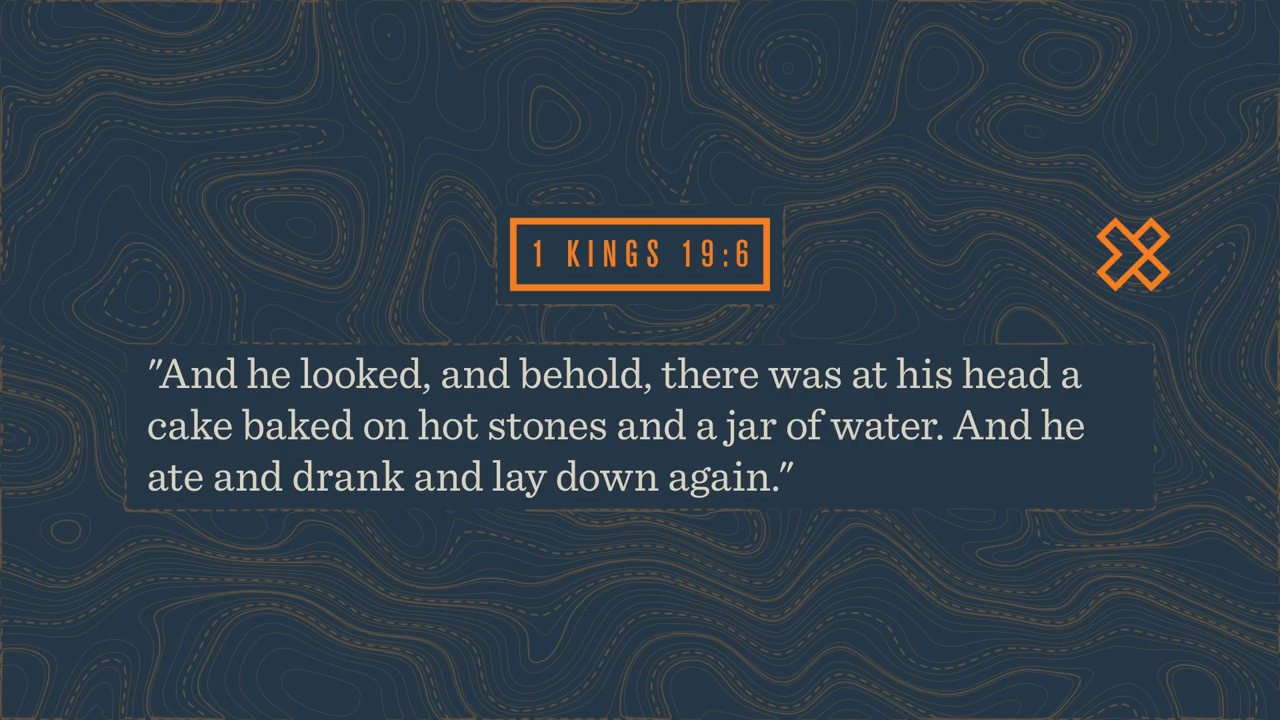 1 KINGS 19:6
"And he looked, and behold, there was at his head a
cake baked on hot stones and a jar of water. And he
ate and drank and lay down again."